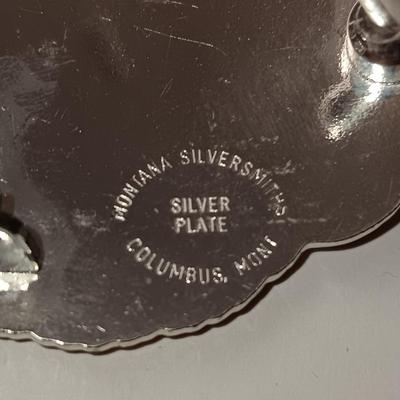 MONTANA SILVERSMITHS
SILVER
PLATE
COLUMBUS, MONT